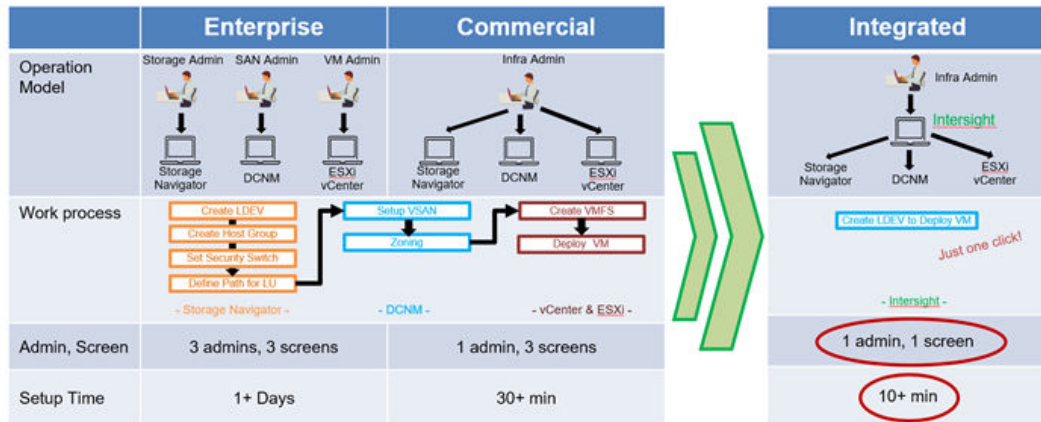 Enterprise
Commercial
Integrated
Operation
Model
Storage Admin
SAN Admin
VM Admin
Infra Admin
Infra Admin
Intersight
Storage
Navigator
DCNM
ESXi
vCenter
Storage
Navigator
DCNM
ESXi
vCenter
Storage
Navigator
DCNM
ESXi
vCenter
Work process
Create LDEV
Create Host Group
Set Security Switch
Define Path for LU
Setup VSAN
Zoning
Create VMFS
Deploy VM
Create LDEV to Deploy VM
Just one click!
- Storage Navigator -
- DCNM -
- vCenter & ESXi -
- Intersight -
Admin, Screen
3 admins, 3 screens
1 admin, 3 screens
1 admin, 1 screen
Setup Time
1+ Days
30+ min
10+ min